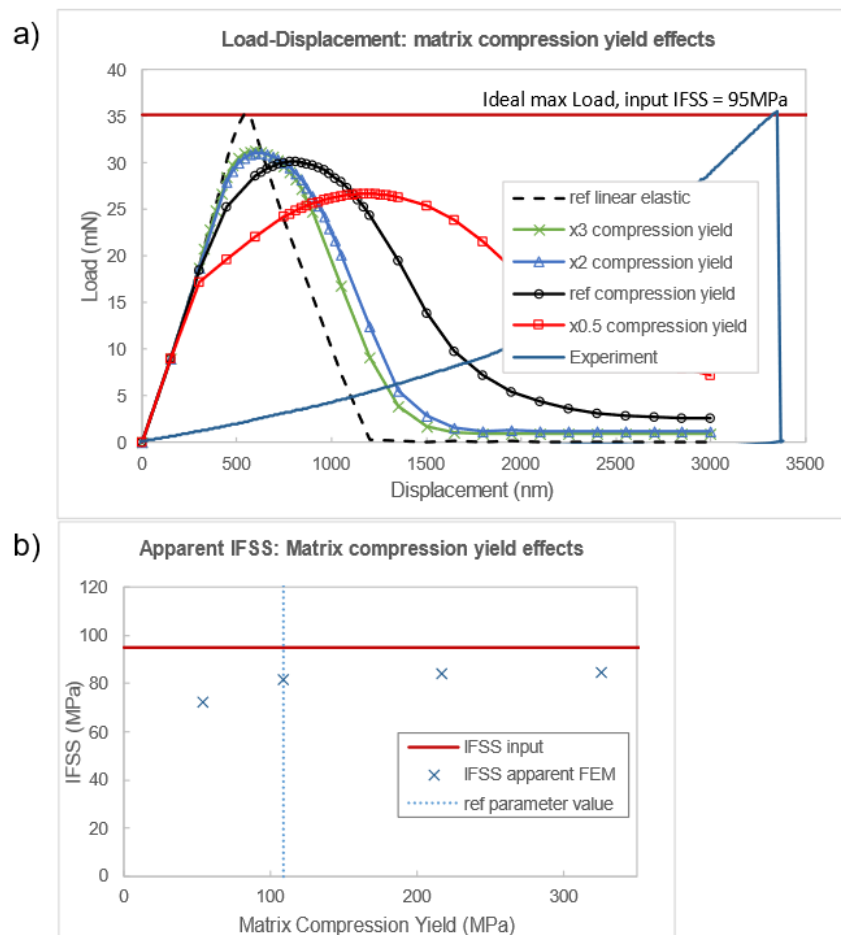 a)
Load-Displacement: matrix compression yield effects
40
35
30
25
20
15
10
5
0
Load (mN)
Ideal max Load, input IFSS = 95MPa
ref linear elastic
x3 compression yield
x2 compression yield
ref compression yield
x0.5 compression yield
Experiment
0 500 1000 1500 2000 2500 3000 3500
Displacement (nm)
b)
Apparent IFSS: Matrix compression yield effects
120
100
80
60
40
20
0
IFSS (MPa)
IFSS input
IFSS apparent FEM
ref parameter value
0 100 200 300
Matrix Compression Yield (MPa)